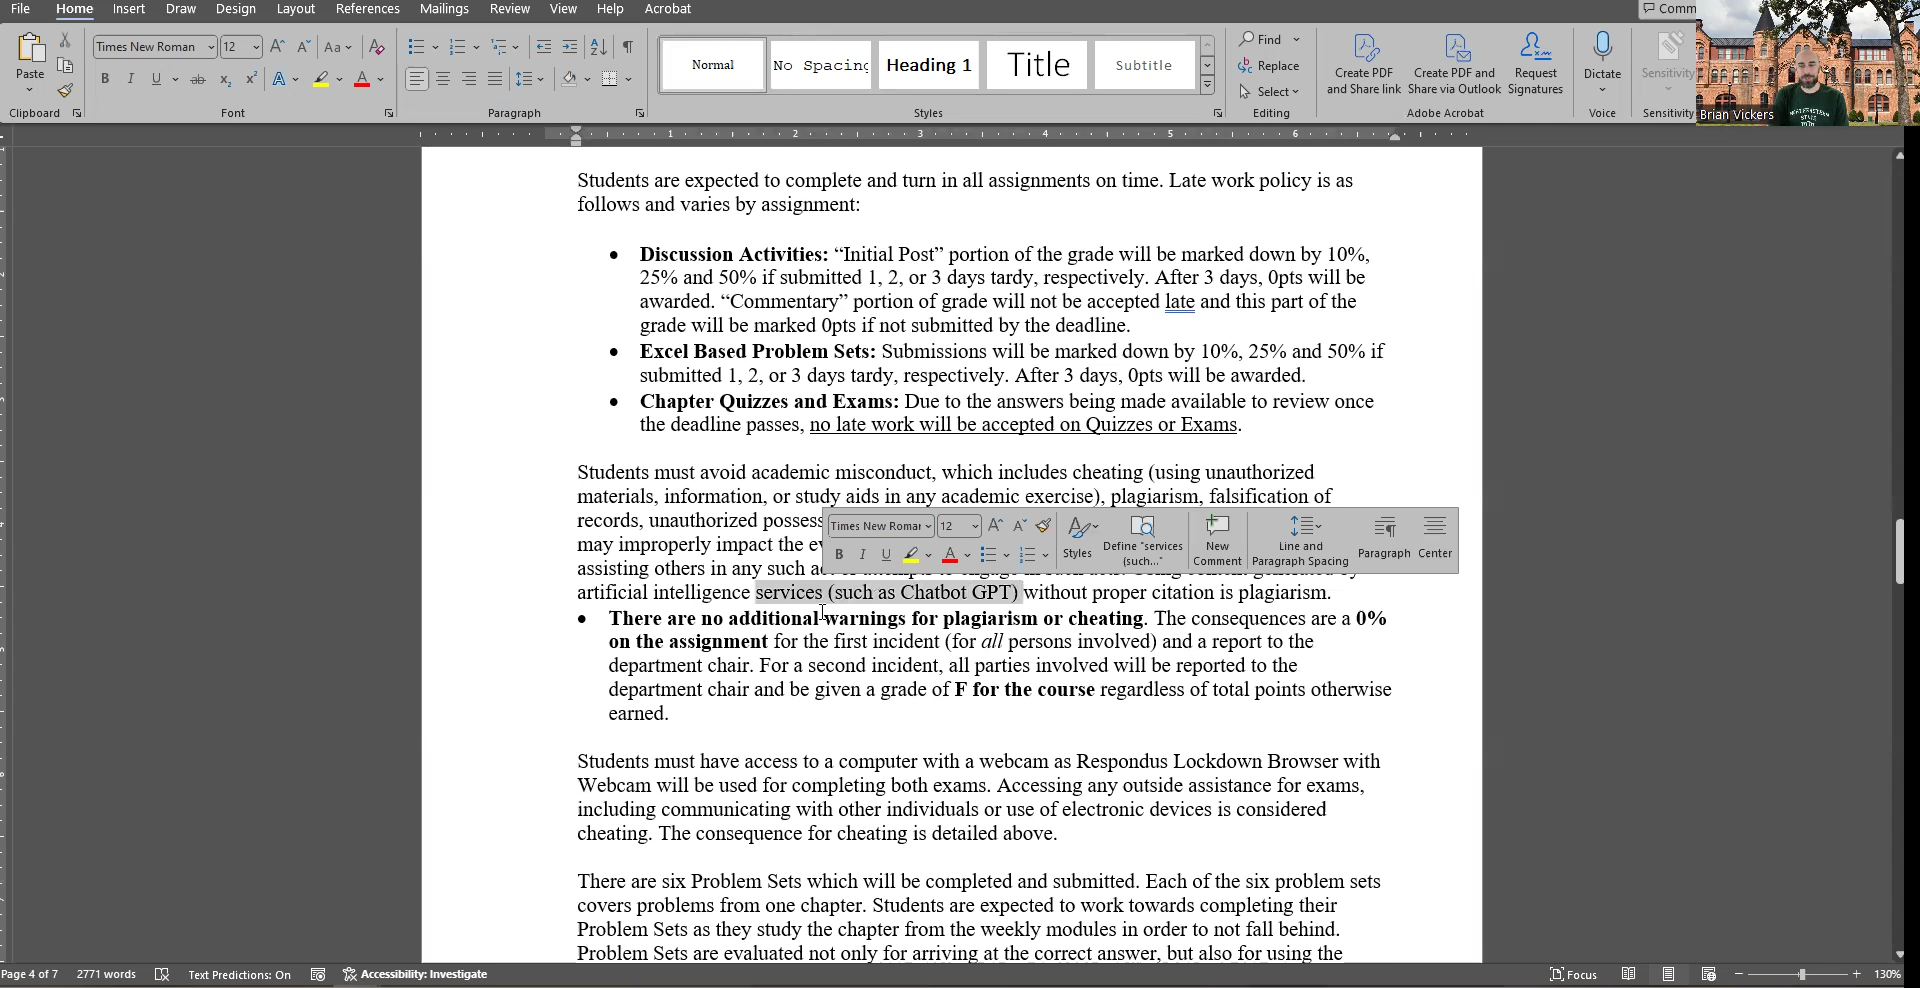 File Home Insert Draw Design Layout References Mailings Review View Help Acrobat Comm
Times New Roman 12 Aa
Paste
B I U ab x₂ x² A A
Normal No Spacing Heading 1 Title Subtitle
Find
Replace
Select
Create PDF and Share link
Create PDF and Share via Outlook
Request Signatures
Dictate
Sensitivity
Clipboard Font Paragraph Styles Editing Adobe Acrobat Voice Sensitivity
Brian Vickers
1 2 3 4 5 6
Students are expected to complete and turn in all assignments on time. Late work policy is as
follows and varies by assignment:
• Discussion Activities: “Initial Post” portion of the grade will be marked down by 10%,
25% and 50% if submitted 1, 2, or 3 days tardy, respectively. After 3 days, 0pts will be
awarded. “Commentary” portion of grade will not be accepted late and this part of the
grade will be marked 0pts if not submitted by the deadline.
• Excel Based Problem Sets: Submissions will be marked down by 10%, 25% and 50% if
submitted 1, 2, or 3 days tardy, respectively. After 3 days, 0pts will be awarded.
• Chapter Quizzes and Exams: Due to the answers being made available to review once
the deadline passes, no late work will be accepted on Quizzes or Exams.
Students must avoid academic misconduct, which includes cheating (using unauthorized
materials, information, or study aids in any academic exercise), plagiarism, falsification of
records, unauthorized possess
may improperly impact the ev
assisting others in any such ac
artificial intelligence services (such as Chatbot GPT) without proper citation is plagiarism.
Times New Roman 12
B I U A
Styles
Define "services (such..."
New Comment
Line and Paragraph Spacing
Paragraph
Center
• There are no additional warnings for plagiarism or cheating. The consequences are a 0%
on the assignment for the first incident (for all persons involved) and a report to the
department chair. For a second incident, all parties involved will be reported to the
department chair and be given a grade of F for the course regardless of total points otherwise
earned.
Students must have access to a computer with a webcam as Respondus Lockdown Browser with
Webcam will be used for completing both exams. Accessing any outside assistance for exams,
including communicating with other individuals or use of electronic devices is considered
cheating. The consequence for cheating is detailed above.
There are six Problem Sets which will be completed and submitted. Each of the six problem sets
covers problems from one chapter. Students are expected to work towards completing their
Problem Sets as they study the chapter from the weekly modules in order to not fall behind.
Problem Sets are evaluated not only for arriving at the correct answer, but also for using the
Page 4 of 7 2771 words Text Predictions: On Accessibility: Investigate Focus 130%